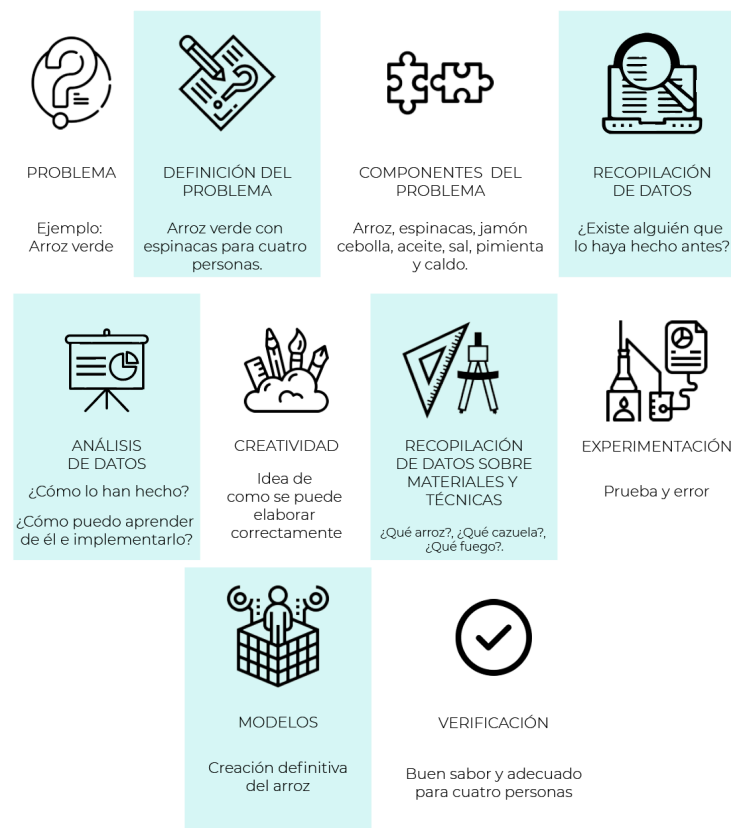 PROBLEMA
Ejemplo:
Arroz verde
DEFINICIÓN DEL
PROBLEMA
Arroz verde con
espinacas para cuatro
personas.
COMPONENTES DEL
PROBLEMA
Arroz, espinacas, jamón
cebolla, aceite, sal, pimienta
y caldo.
RECOPILACIÓN
DE DATOS
¿Existe alguién que
lo haya hecho antes?
ANÁLISIS
DE DATOS
¿Cómo lo han hecho?
¿Cómo puedo aprender
de él e implementarlo?
CREATIVIDAD
Idea de
como se puede
elaborar
correctamente
RECOPILACIÓN
DE DATOS SOBRE
MATERIALES Y
TÉCNICAS
¿Qué arroz?, ¿Qué cazuela?,
¿Qué fuego?.
EXPERIMENTACIÓN
Prueba y error
MODELOS
Creación definitiva
del arroz
VERIFICACIÓN
Buen sabor y adecuado
para cuatro personas